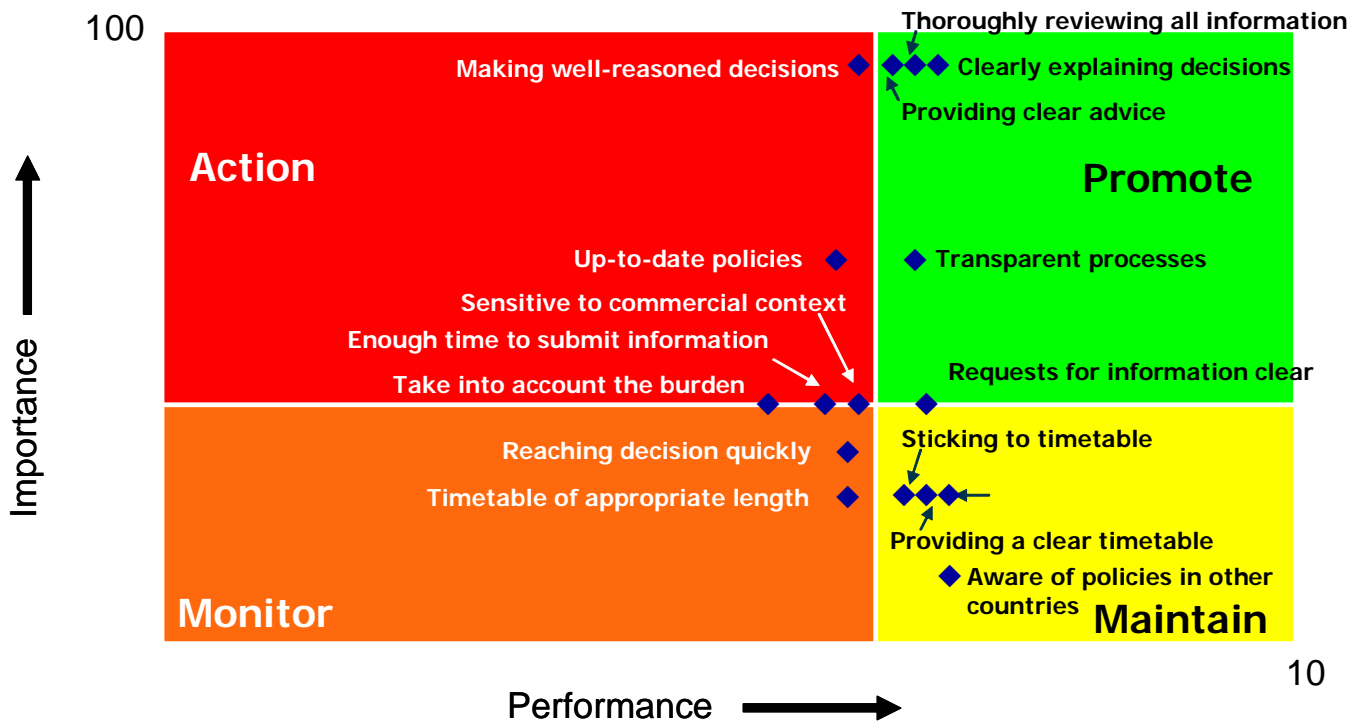 Thoroughly reviewing all information
100
Making well-reasoned decisions
Clearly explaining decisions
Providing clear advice
Action
Promote
Up-to-date policies
Transparent processes
Sensitive to commercial context
Enough time to submit information
Take into account the burden
Requests for information clear
Importance
Reaching decision quickly
Sticking to timetable
Timetable of appropriate length
Providing a clear timetable
Aware of policies in other
countries
Monitor
Maintain
10
Performance